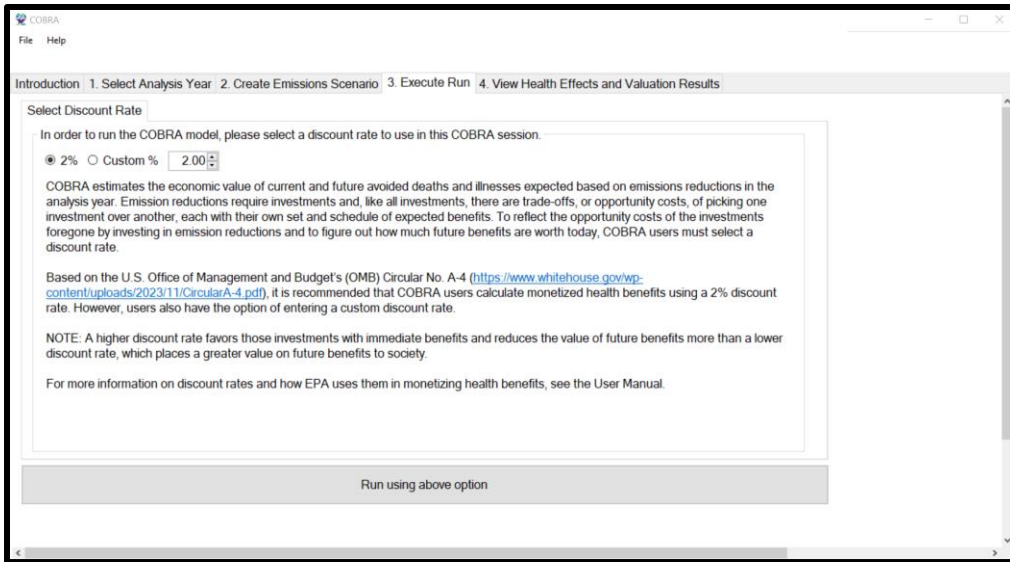 COBRA
File Help
Introduction 1. Select Analysis Year 2. Create Emissions Scenario 3. Execute Run 4. View Health Effects and Valuation Results
Select Discount Rate
In order to run the COBRA model, please select a discount rate to use in this COBRA session.
2% Custom % 2.00
COBRA estimates the economic value of current and future avoided deaths and illnesses expected based on emissions reductions in the
analysis year. Emission reductions require investments and, like all investments, there are trade-offs, or opportunity costs, of picking one
investment over another, each with their own set and schedule of expected benefits. To reflect the opportunity costs of the investments
foregone by investing in emission reductions and to figure out how much future benefits are worth today, COBRA users must select a
discount rate.
Based on the U.S. Office of Management and Budget's (OMB) Circular No. A-4 (https://www.whitehouse.gov/wp-
content/uploads/2023/11/CircularA-4.pdf), it is recommended that COBRA users calculate monetized health benefits using a 2% discount
rate. However, users also have the option of entering a custom discount rate.
NOTE: A higher discount rate favors those investments with immediate benefits and reduces the value of future benefits more than a lower
discount rate, which places a greater value on future benefits to society.
For more information on discount rates and how EPA uses them in monetizing health benefits, see the User Manual.
Run using above option